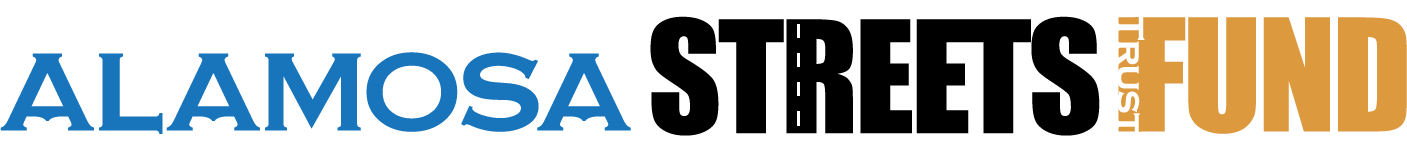 ALAMOSA STREETS TRUST FUND